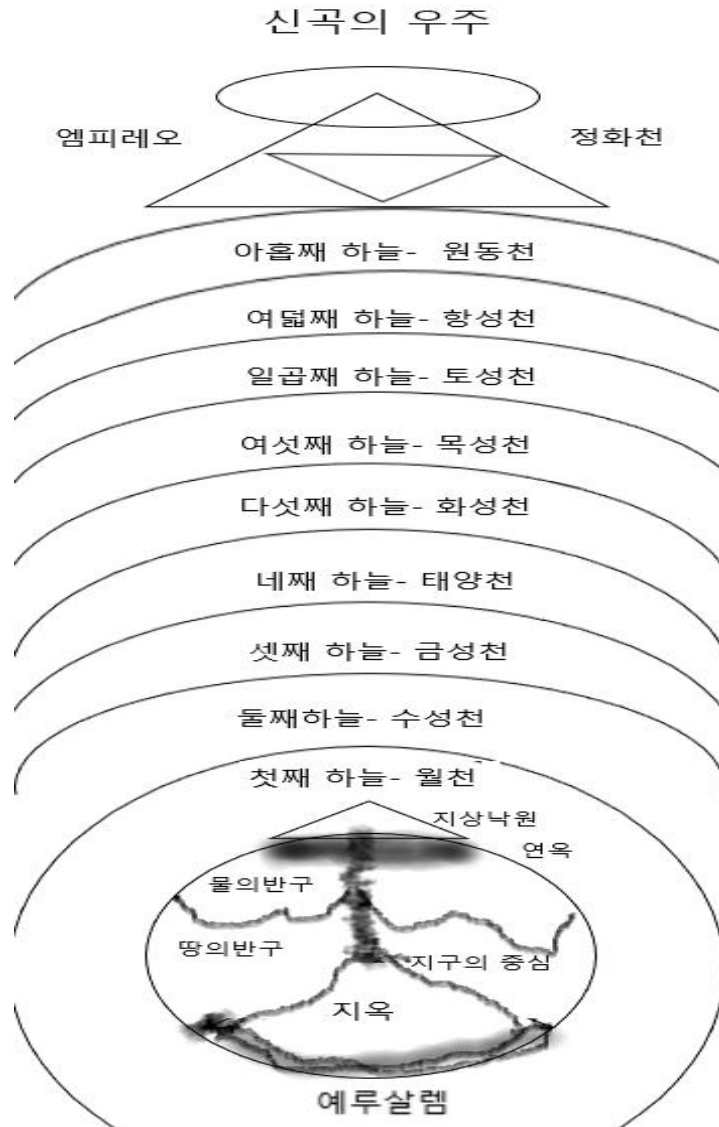 신곡의 우주
엠피레오
정화천
아홉째 하늘- 원동천
여덟째 하늘- 항성천
일곱째 하늘- 토성천
여섯째 하늘- 목성천
다섯째 하늘- 화성천
네째 하늘- 태양천
셋째 하늘- 금성천
둘째하늘- 수성천
첫째 하늘- 월천
지상낙원
연옥
물의반구
땅의반구
지구의 중심
지옥
예루살렘